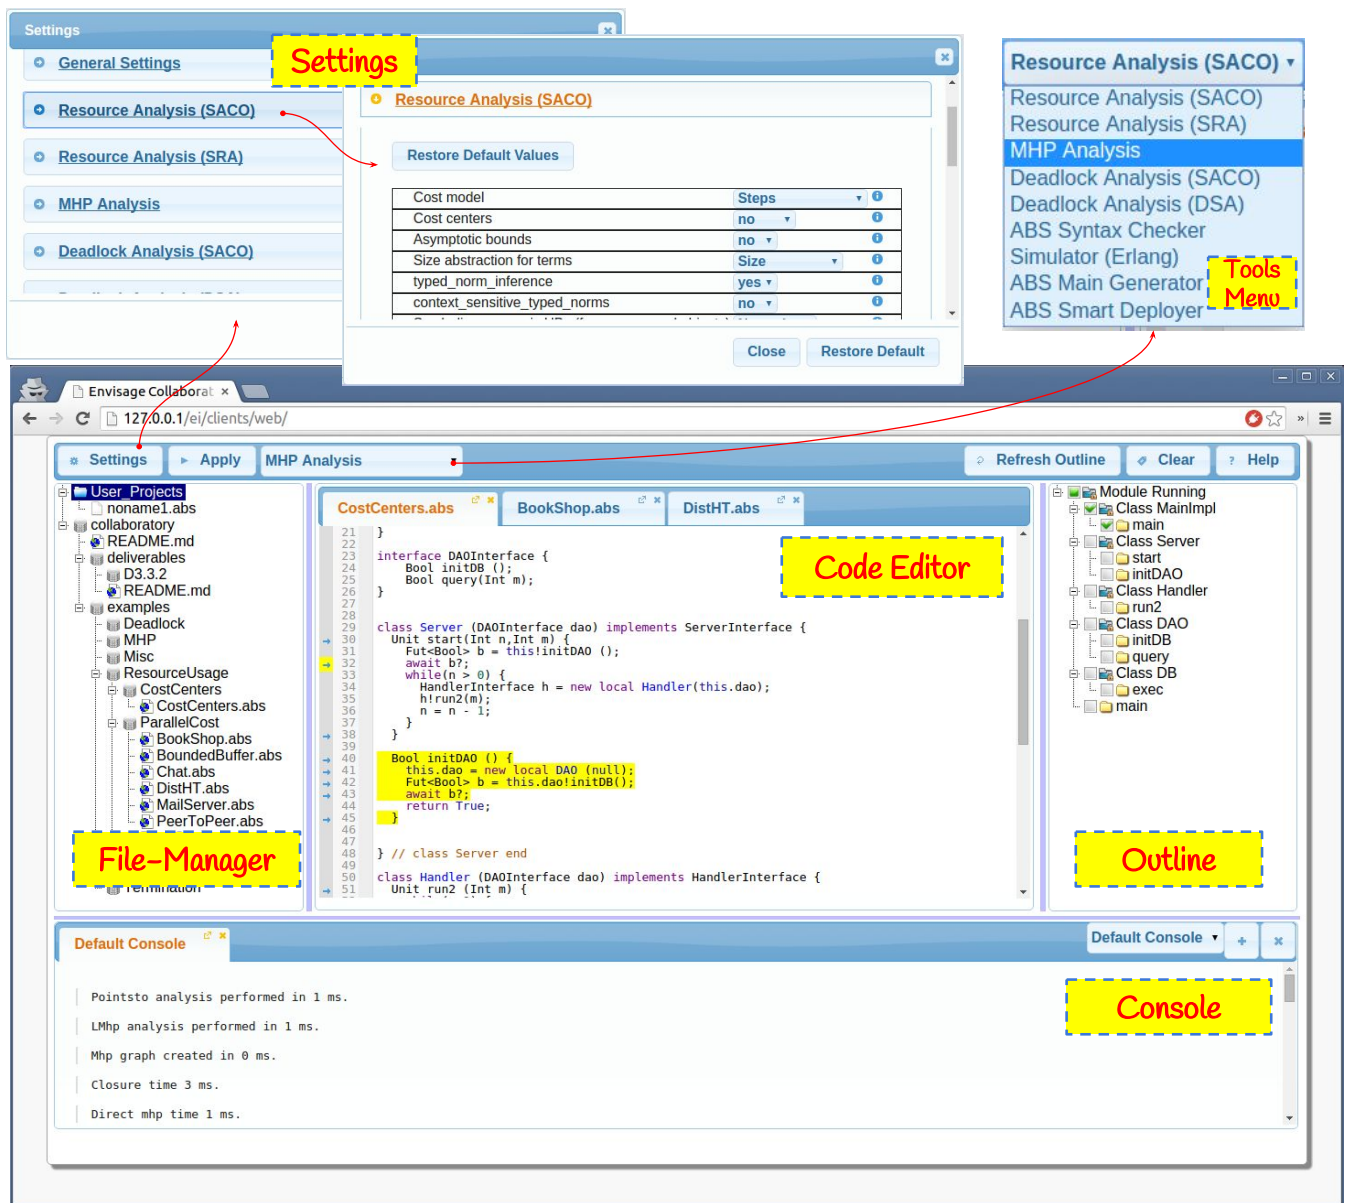 Settings
General Settings
Resource Analysis (SACO)
Resource Analysis (SRA)
MHP Analysis
Deadlock Analysis (SACO)
Settings
Resource Analysis (SACO)
Restore Default Values
Cost model Steps
Cost centers no
Asymptotic bounds no
Size abstraction for terms Size
typed_norm_inference yes
context_sensitive_typed_norms no
Close Restore Default
Resource Analysis (SACO)
Resource Analysis (SACO)
Resource Analysis (SRA)
MHP Analysis
Deadlock Analysis (SACO)
Deadlock Analysis (DSA)
ABS Syntax Checker
Simulator (Erlang)
ABS Main Generator
ABS Smart Deployer
Tools
Menu
Envisage Collaborat
127.0.0.1/ei/clients/web/
Settings Apply MHP Analysis Refresh Outline Clear Help
User_Projects
noname1.abs
collaboratory
README.md
deliverables
D3.3.2
README.md
examples
Deadlock
MHP
Misc
ResourceUsage
CostCenters
CostCenters.abs
ParallelCost
BookShop.abs
BoundedBuffer.abs
Chat.abs
DistHT.abs
MailServer.abs
PeerToPeer.abs
File-Manager
Termination
CostCenters.abs BookShop.abs DistHT.abs
Code Editor
21 }
22
23 interface DAOInterface {
24 Bool initDB ();
25 Bool query(Int m);
26 }
27
28
29 class Server (DAOInterface dao) implements ServerInterface {
30 Unit start(Int n,Int m) {
31 Fut<Bool> b = this!initDAO ();
32 await b?;
33 while(n > 0) {
34 HandlerInterface h = new local Handler(this.dao);
35 h!run2(m);
36 n = n - 1;
37 }
38 }
39
40 Bool initDAO () {
41 this.dao = new local DAO (null);
42 Fut<Bool> b = this.dao!initDB();
43 await b?;
44 return True;
45 }
46
47
48 } // class Server end
49
50 class Handler (DAOInterface dao) implements HandlerInterface {
51 Unit run2 (Int m) {
Module Running
Class MainImpl
main
Class Server
start
initDAO
Class Handler
run2
Class DAO
initDB
query
Class DB
exec
main
Outline
Default Console Default Console
Console
Pointsto analysis performed in 1 ms.
LMhp analysis performed in 1 ms.
Mhp graph created in 0 ms.
Closure time 3 ms.
Direct mhp time 1 ms.